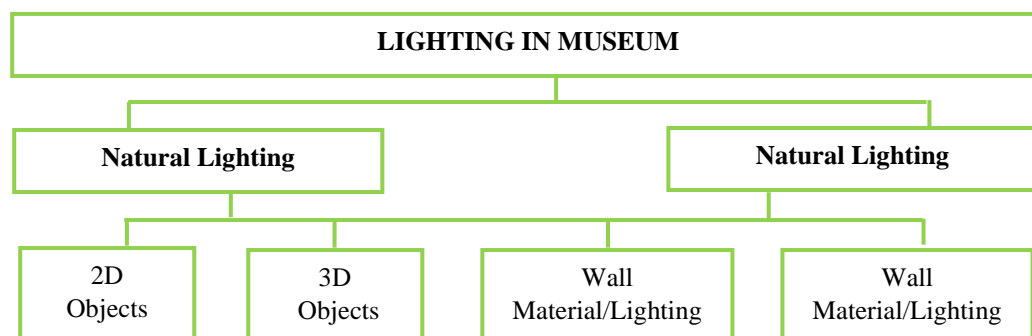 LIGHTING IN MUSEUM
Natural Lighting
Natural Lighting
2D
Objects
3D
Objects
Wall
Material/Lighting
Wall
Material/Lighting